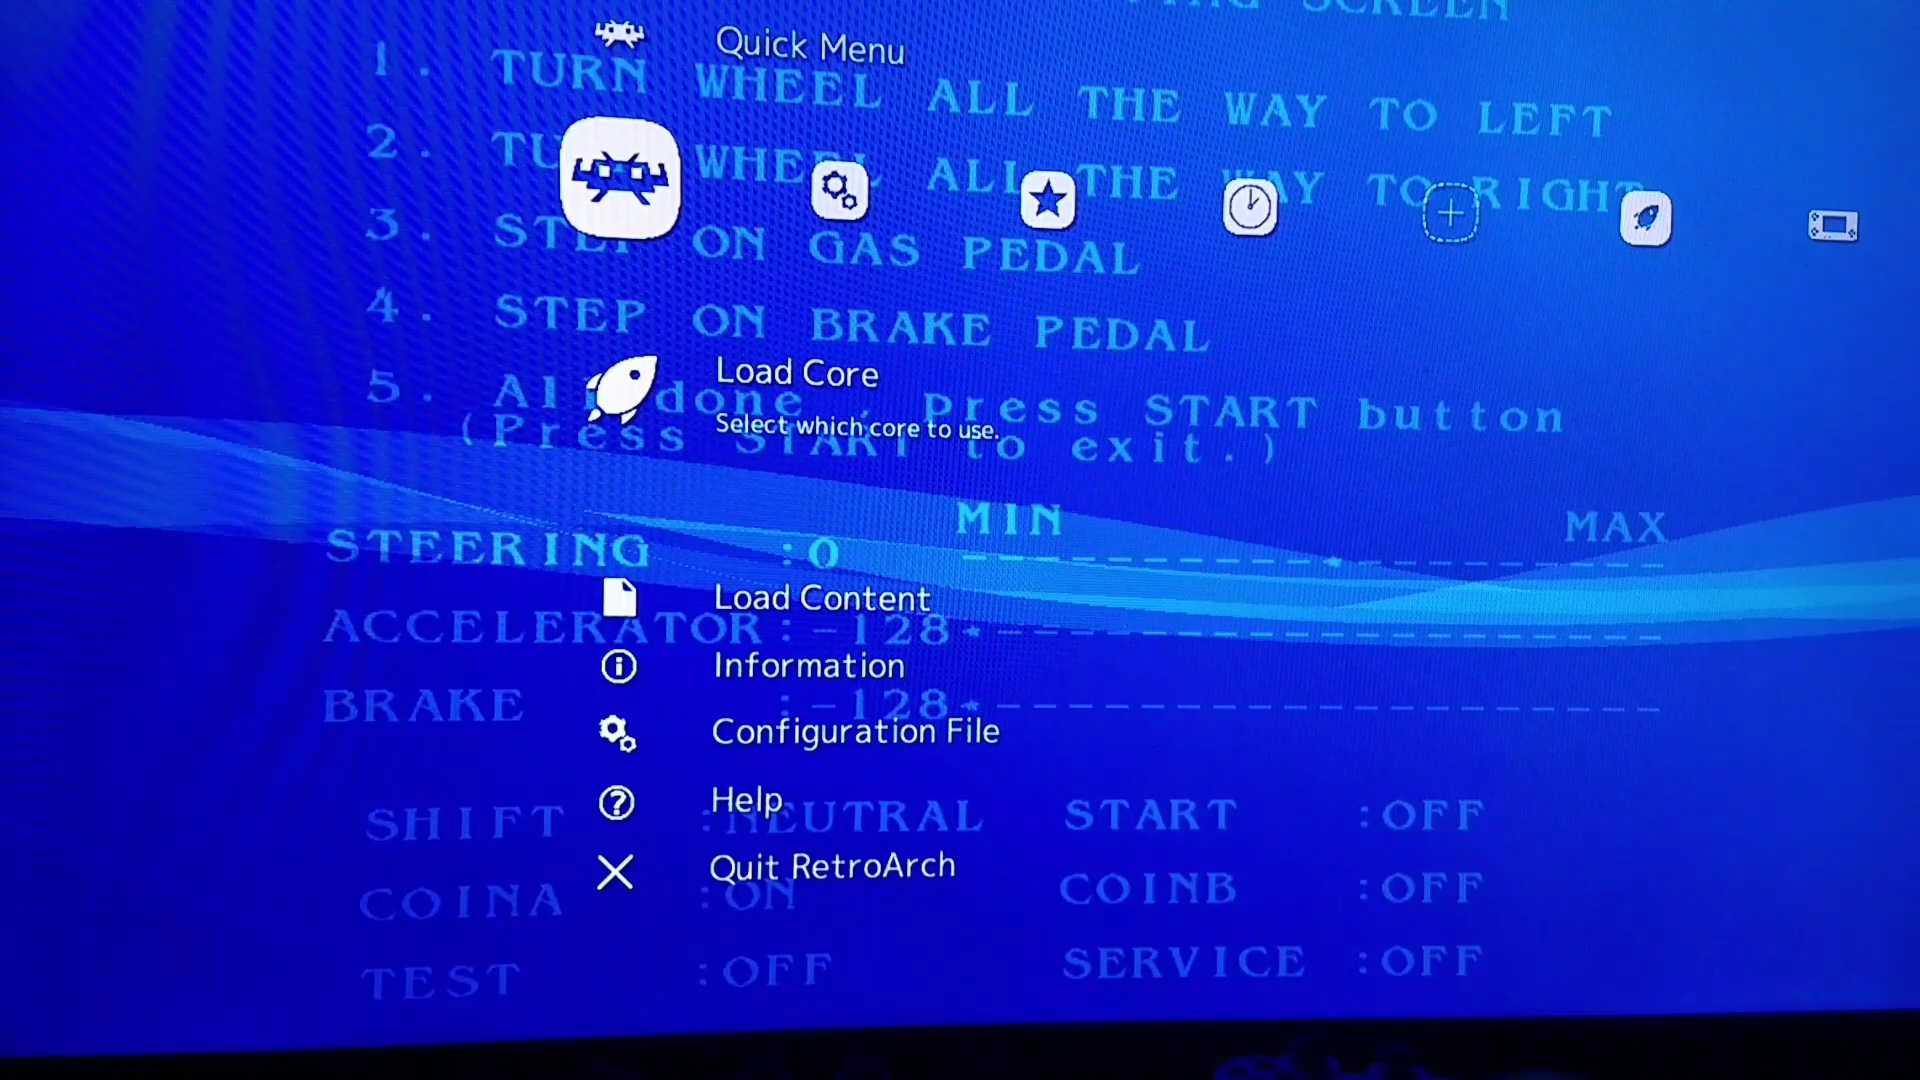 SCREEN
Quick Menu
1. TURN WHEEL ALL THE WAY TO LEFT
2. WHEEL ALL THE WAY TO RIGHT
3. STEP ON GAS PEDAL
4. STEP ON BRAKE PEDAL
Load Core
5. All done, press START button
Select which core to use.
(Press START to exit.)
MIN MAX
STEERING :0
Load Content
ACCELERATOR:-128
Information
BRAKE :-128
Configuration File
Help
SHIFT :NEUTRAL START :OFF
Quit RetroArch
COINA :ON COINB :OFF
TEST :OFF SERVICE :OFF